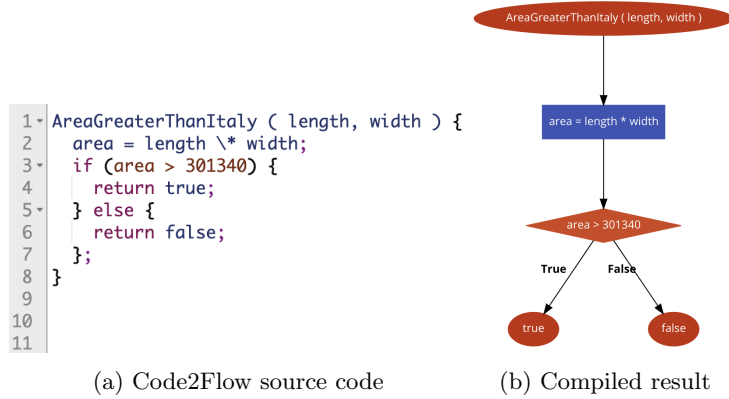 1 AreaGreaterThanItaly ( length, width ) {
2 area = length \* width;
3 if (area > 301340) {
4 return true;
5 } else {
6 return false;
7 };
8 }
9
10
11
(a) Code2Flow source code
AreaGreaterThanItaly ( length, width )
area = length * width
area > 301340
True False
true false
(b) Compiled result